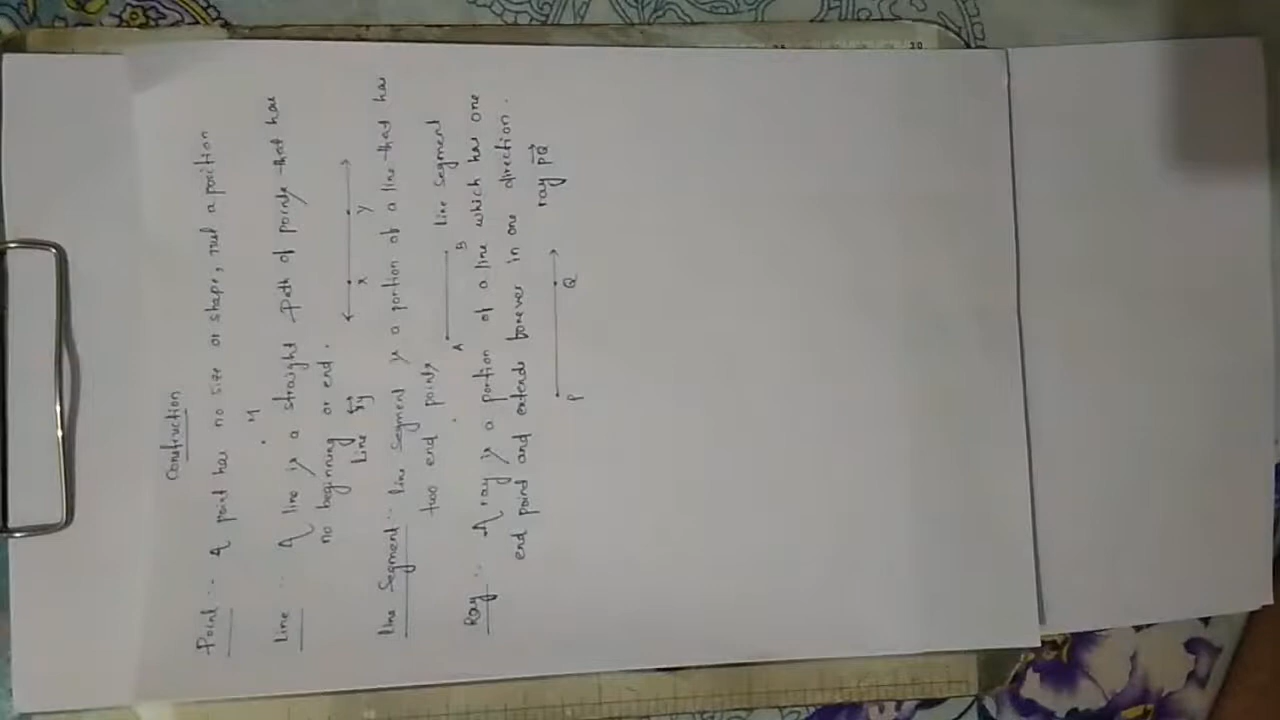 Construction
Point :- A point has no size or shape, just a position
. M
Line :- A line is a straight path of points that has
no beginning or end.
Line xy
x y
Line Segment :- line segment is a portion of a line that has
two end points.
A B line segment
Ray :- A ray is a portion of a line which has one
end point and extends forever in one direction.
P Q ray PQ
30